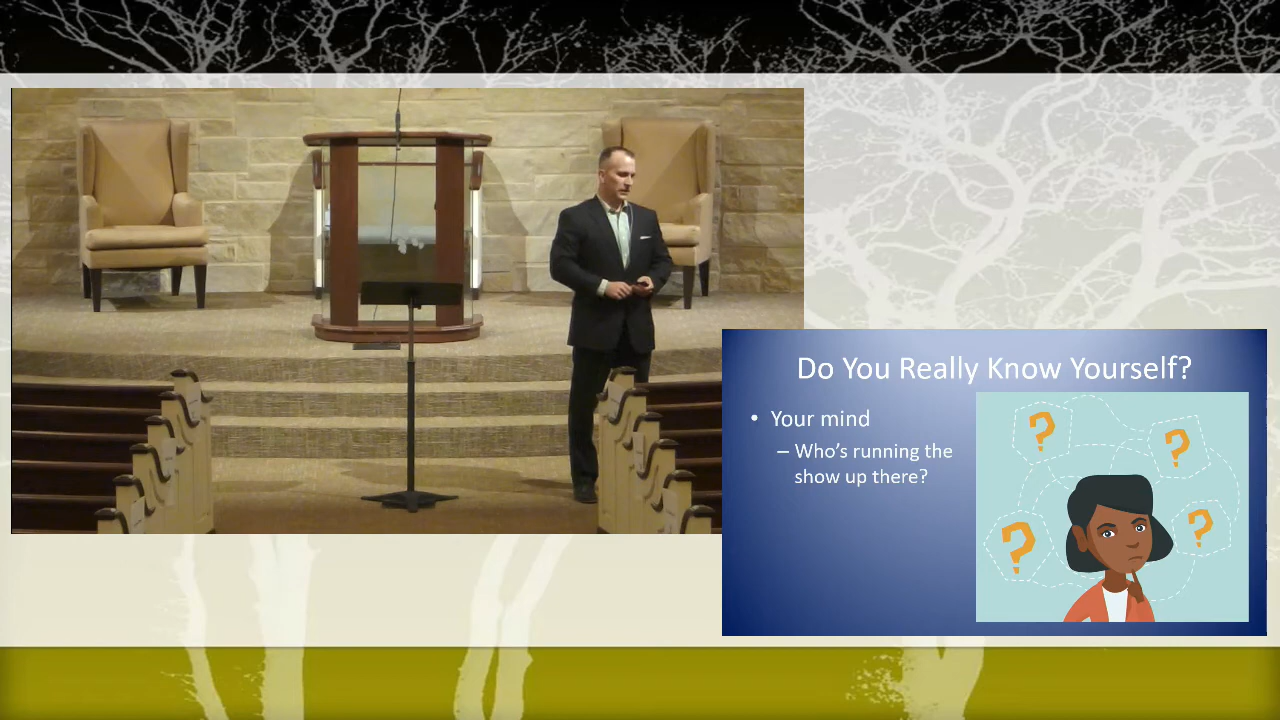 Do You Really Know Yourself?
• Your mind
– Who's running the
show up there?
? ? ? ?